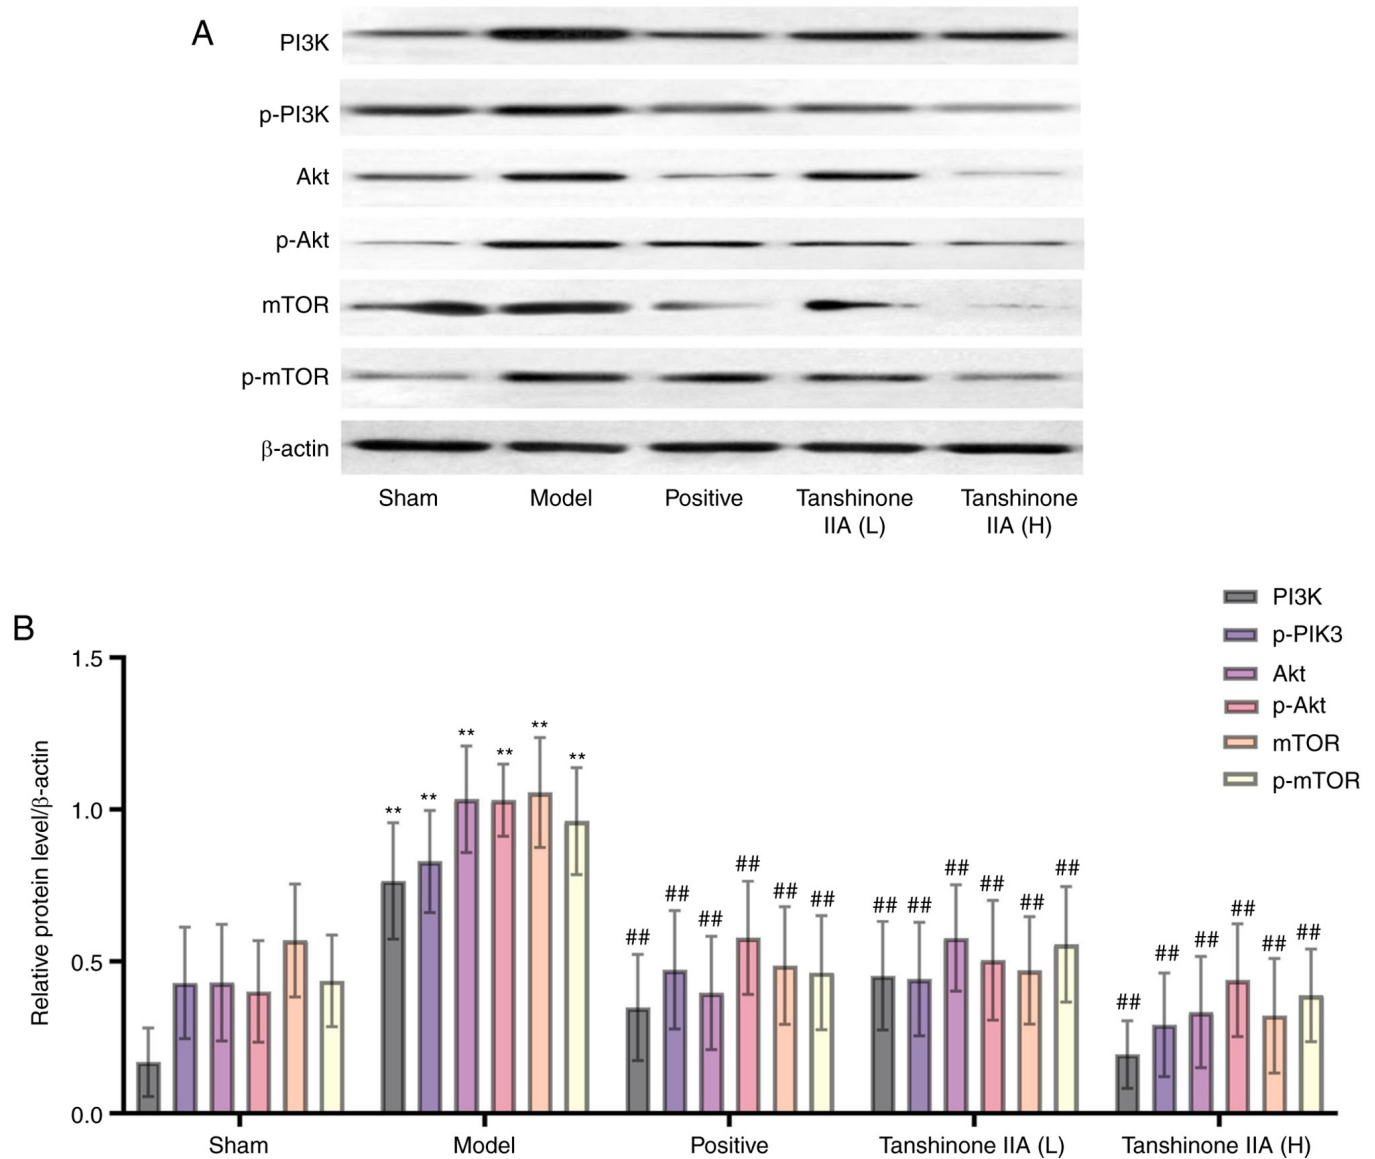 A
PI3K
p-PI3K
Akt
p-Akt
mTOR
p-mTOR
β-actin
Sham Model Positive Tanshinone IIA (L) Tanshinone IIA (H)
B
PI3K
p-PIK3
Akt
p-Akt
mTOR
p-mTOR
Relative protein level/β-actin
1.5
1.0
0.5
0.0
** ** ** ** ** **
## ## ## ## ## ##
## ## ## ## ## ##
## ## ## ## ## ##
Sham Model Positive Tanshinone IIA (L) Tanshinone IIA (H)